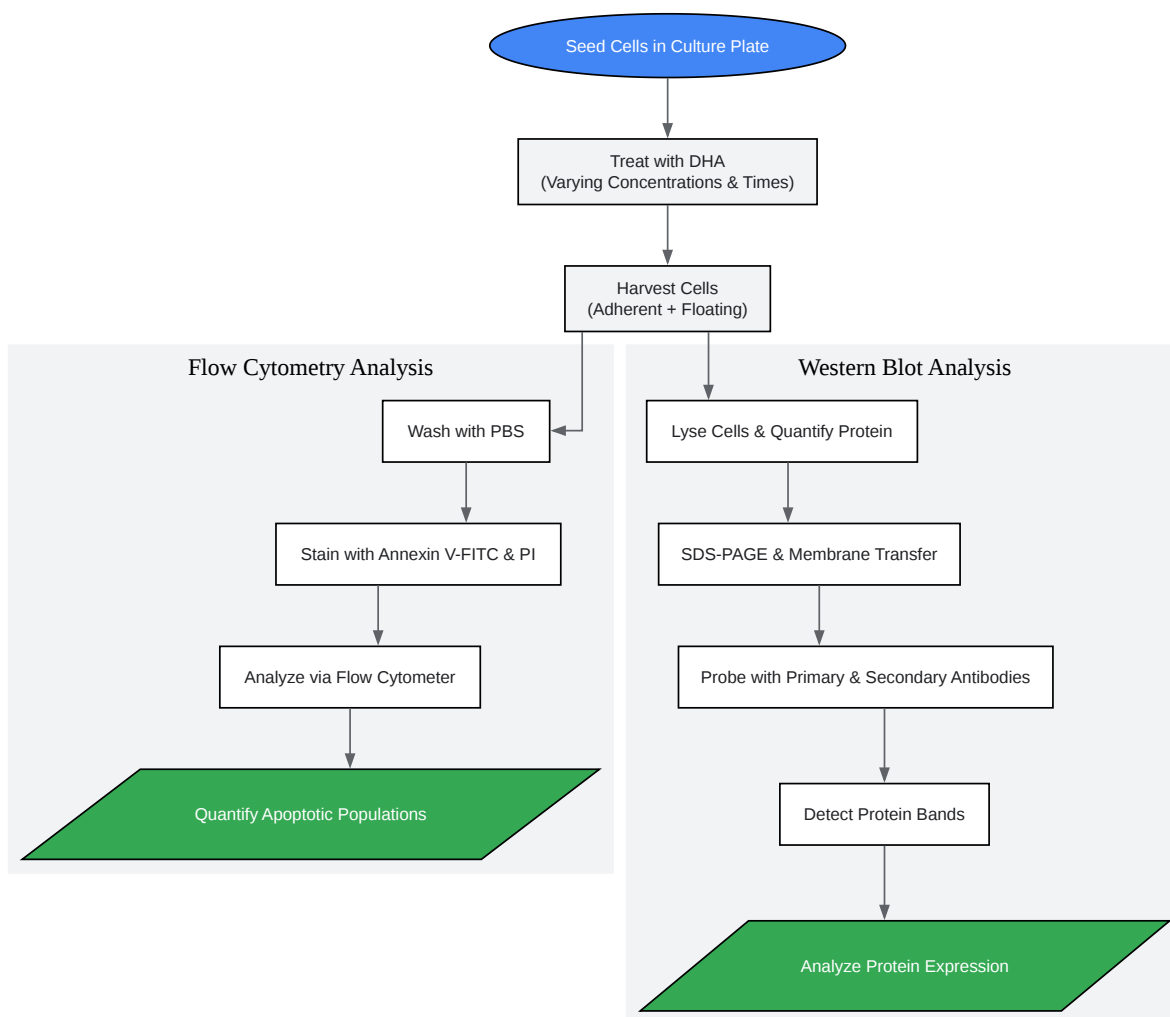 Seed Cells in Culture Plate
Treat with DHA
(Varying Concentrations & Times)
Harvest Cells
(Adherent + Floating)
Flow Cytometry Analysis
Wash with PBS
Stain with Annexin V-FITC & PI
Analyze via Flow Cytometer
Quantify Apoptotic Populations
Western Blot Analysis
Lyse Cells & Quantify Protein
SDS-PAGE & Membrane Transfer
Probe with Primary & Secondary Antibodies
Detect Protein Bands
Analyze Protein Expression